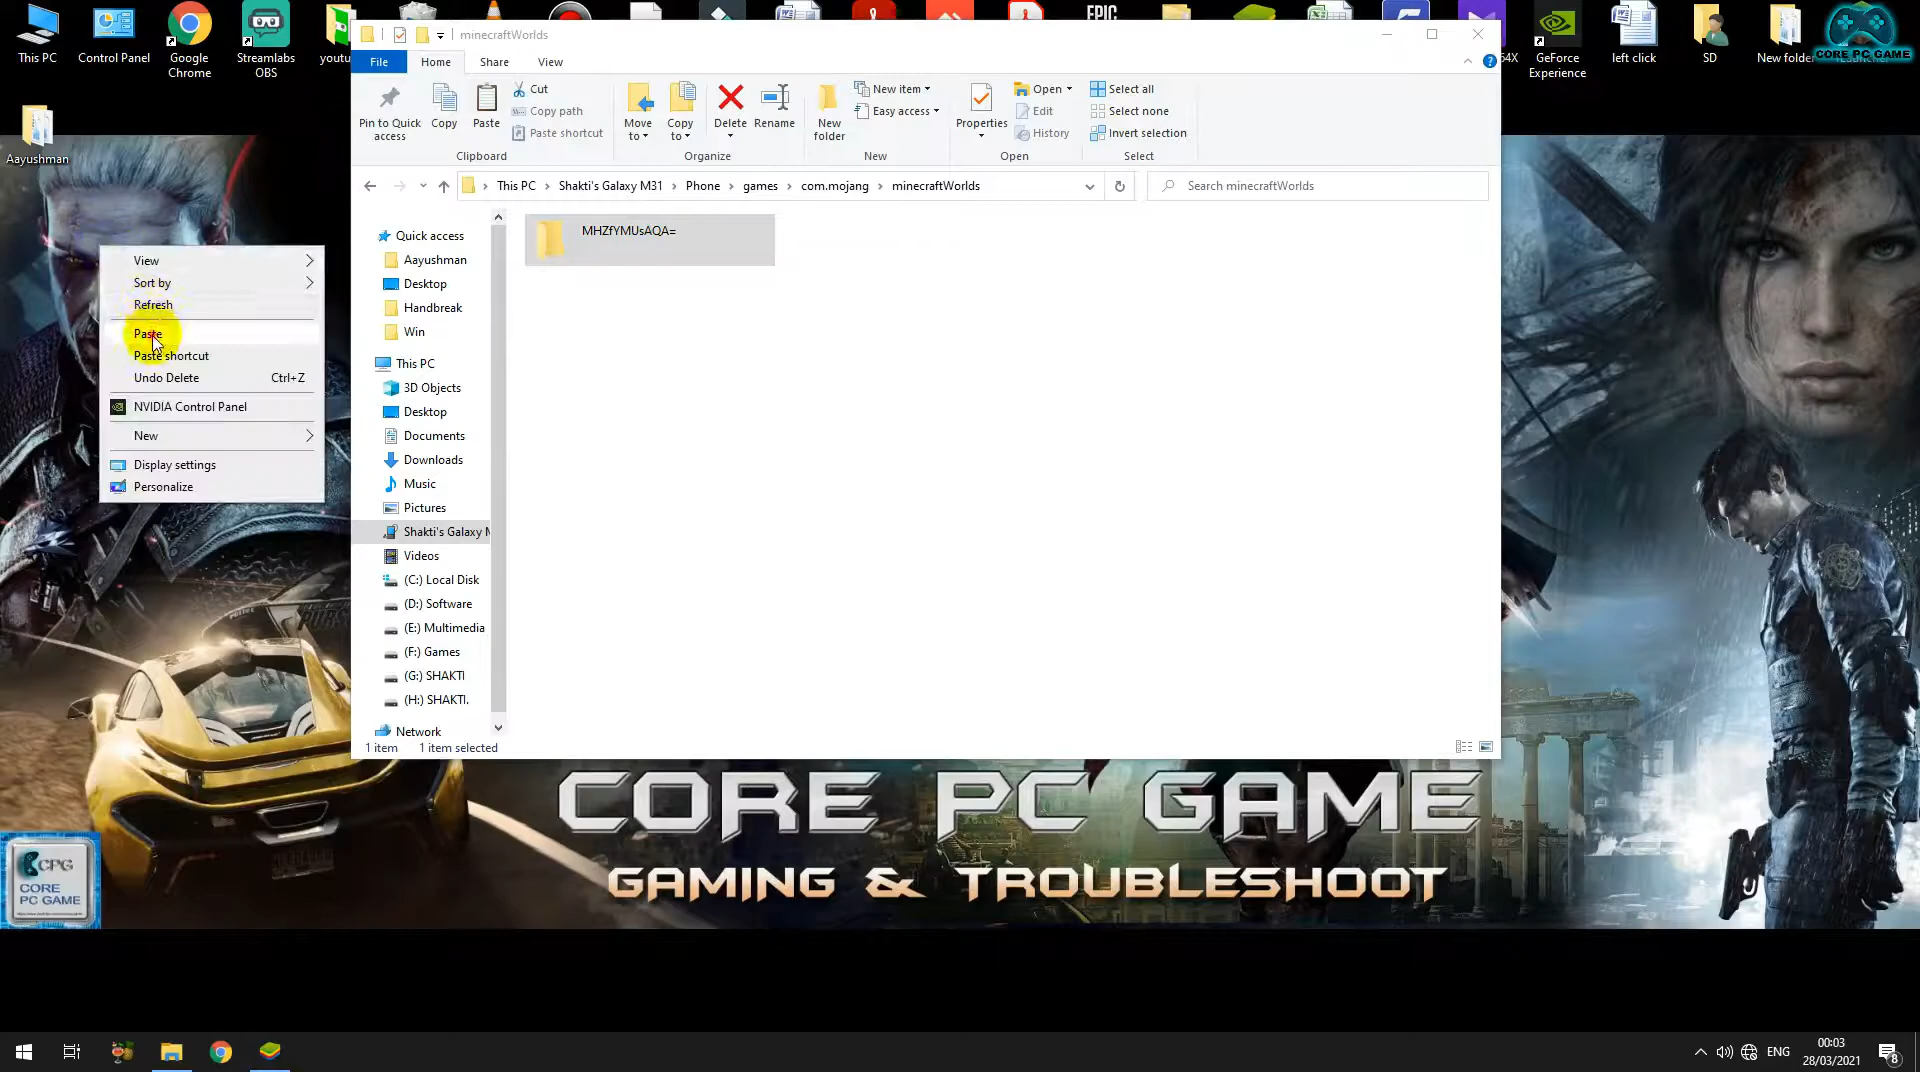 This PC
Control Panel
Google Chrome
Streamlabs OBS
youtu
EPIC
64X
GeForce Experience
left click
SD
New folder
CORE PC GAME
Aayushman
minecraftWorlds
File
Home
Share
View
Pin to Quick access
Copy
Paste
Cut
Copy path
Paste shortcut
Clipboard
Move to
Copy to
Delete
Rename
Organize
New folder
New item
Easy access
New
Properties
Open
Edit
History
Open
Select all
Select none
Invert selection
Select
This PC > Shakti's Galaxy M31 > Phone > games > com.mojang > minecraftWorlds
Search minecraftWorlds
MHZfYMUsAQA=
Quick access
Aayushman
Desktop
Handbreak
Win
This PC
3D Objects
Desktop
Documents
Downloads
Music
Pictures
Shakti's Galaxy M
Videos
(C:) Local Disk
(D:) Software
(E:) Multimedia
(F:) Games
(G:) SHAKTI
(H:) SHAKTI.
Network
1 item
1 item selected
View
Sort by
Refresh
Paste
Paste shortcut
Undo Delete Ctrl+Z
NVIDIA Control Panel
New
Display settings
Personalize
CORE PC GAME
GAMING & TROUBLESHOOT
CPG
CORE
PC GAME
ENG
00:03
28/03/2021
8